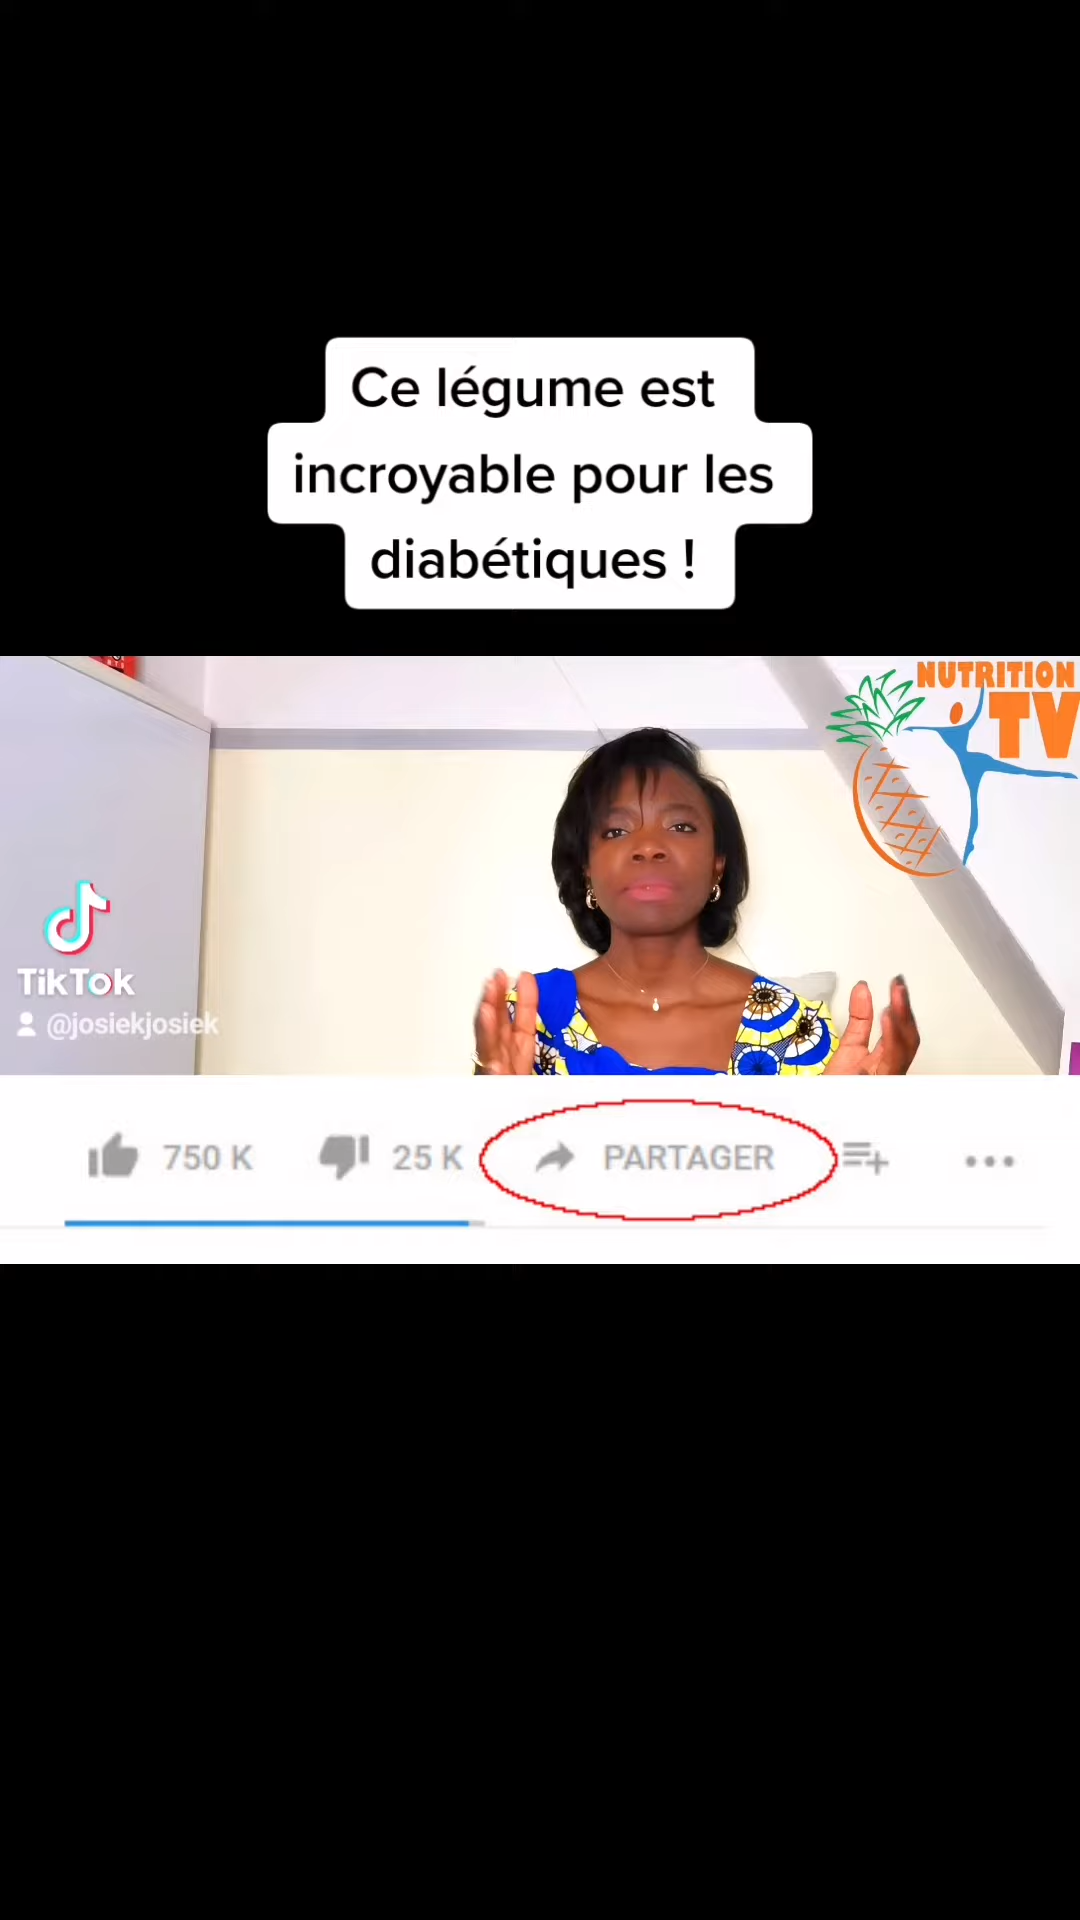 Ce légume est
incroyable pour les
diabétiques !
NUTRITION
TV
TikTok
@josiekjosiek
750 K
25 K
PARTAGER